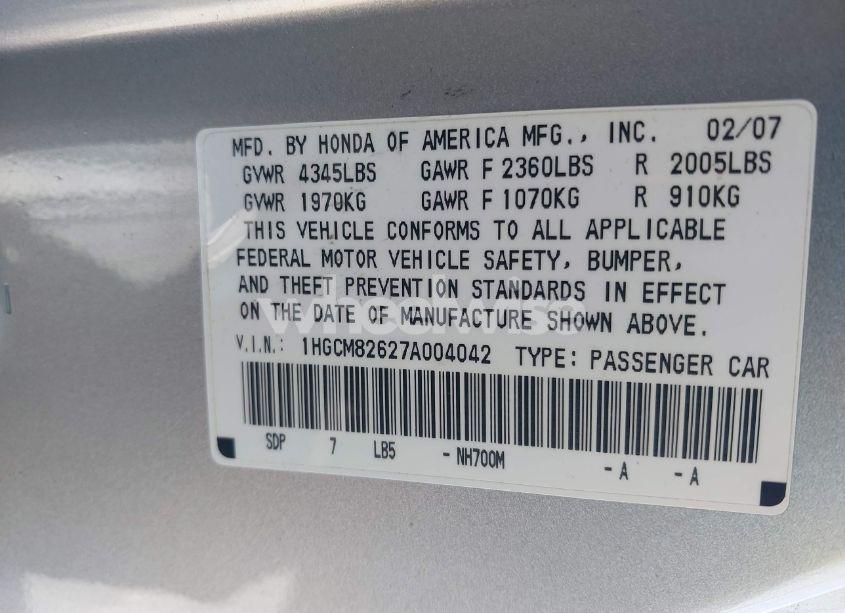 MFD. BY HONDA OF AMERICA MFG., INC. 02/07
GVWR 4345LBS GAWR F 2360LBS R 2005LBS
GVWR 1970KG GAWR F 1070KG R 910KG
THIS VEHICLE CONFORMS TO ALL APPLICABLE
FEDERAL MOTOR VEHICLE SAFETY, BUMPER,
AND THEFT PREVENTION STANDARDS IN EFFECT
ON THE DATE OF MANUFACTURE SHOWN ABOVE.
wheelwise
V.I.N.: 1HGCM82627A004042 TYPE: PASSENGER CAR
SDP 7 LB5 -NH700M -A -A